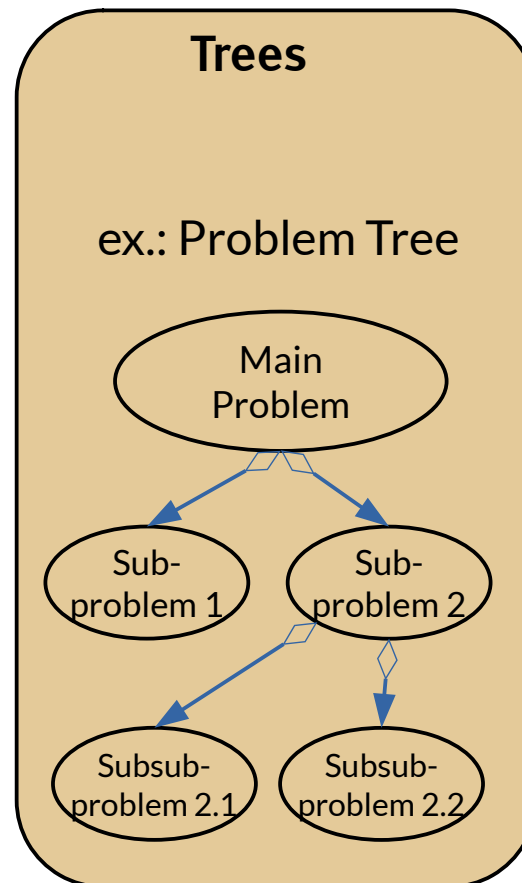 Trees
ex.: Problem Tree
Main
Problem
Sub-
problem 1
Sub-
problem 2
Subsub-
problem 2.1
Subsub-
problem 2.2